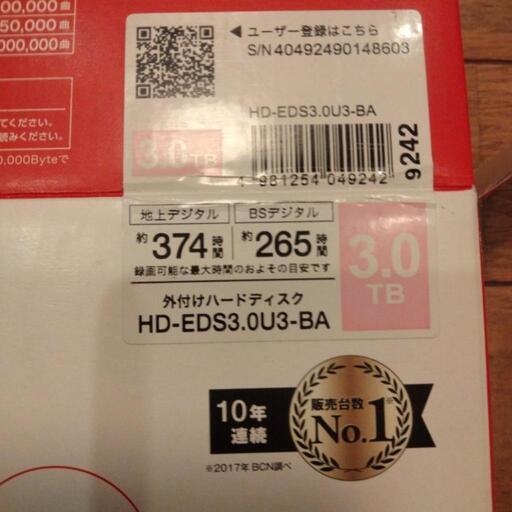 00,000曲
50,000曲
000,000曲
てください。
読みください。
0,000Byteで
◀ユーザー登録はこちら
S/N 40492490148603
HD-EDS3.0U3-BA
3.0TB
4 981254 049242
9242
地上デジタル BSデジタル
約374時間 約265時間
録画可能な最大時間のおよその目安です
3.0
TB
外付けハードディスク
HD-EDS3.0U3-BA
10年
連続
販売台数
No.1※
※2017年 BCN調べ